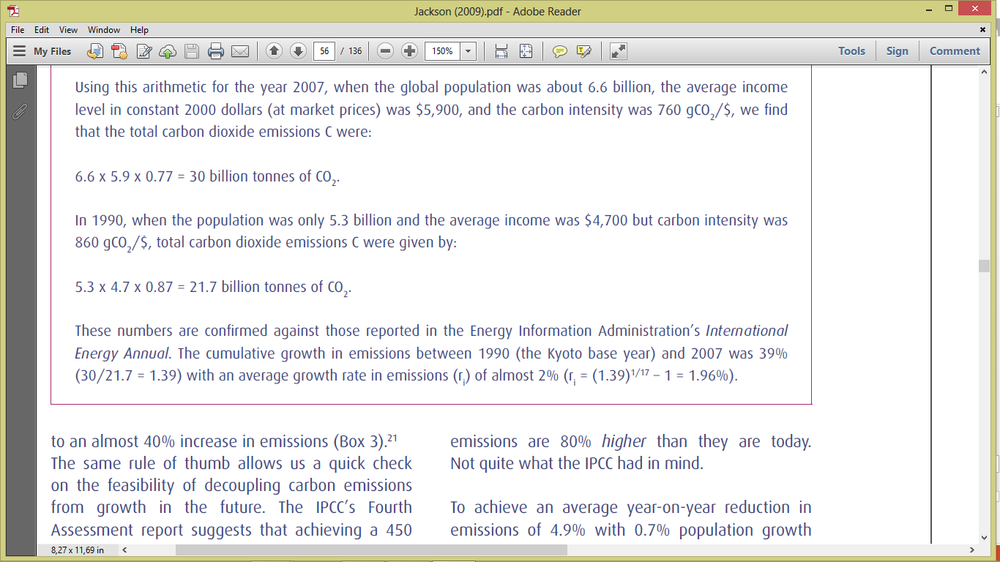 Jackson (2009).pdf - Adobe Reader
File Edit View Window Help
My Files 56 / 136 150% Tools Sign Comment
Using this arithmetic for the year 2007, when the global population was about 6.6 billion, the average income
level in constant 2000 dollars (at market prices) was $5,900, and the carbon intensity was 760 gCO₂/$, we find
that the total carbon dioxide emissions C were:
6.6 x 5.9 x 0.77 = 30 billion tonnes of CO₂.
In 1990, when the population was only 5.3 billion and the average income was $4,700 but carbon intensity was
860 gCO₂/$, total carbon dioxide emissions C were given by:
5.3 x 4.7 x 0.87 = 21.7 billion tonnes of CO₂.
These numbers are confirmed against those reported in the Energy Information Administration’s International
Energy Annual. The cumulative growth in emissions between 1990 (the Kyoto base year) and 2007 was 39%
(30/21.7 = 1.39) with an average growth rate in emissions (rᵢ) of almost 2% (rᵢ = (1.39)¹/¹⁷ – 1 = 1.96%).
to an almost 40% increase in emissions (Box 3).²¹
The same rule of thumb allows us a quick check
on the feasibility of decoupling carbon emissions
from growth in the future. The IPCC’s Fourth
Assessment report suggests that achieving a 450
emissions are 80% higher than they are today.
Not quite what the IPCC had in mind.
To achieve an average year-on-year reduction in
emissions of 4.9% with 0.7% population growth
8,27 x 11,69 in